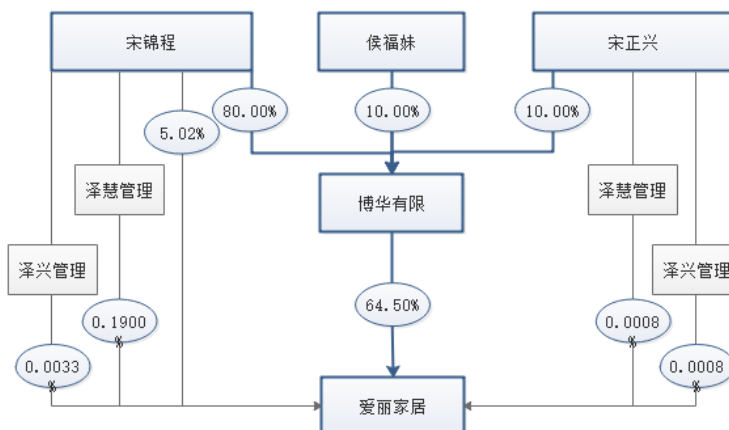 宋锦程
侯福妹
宋正兴
80.00%
10.00%
10.00%
5.02%
泽慧管理
博华有限
泽慧管理
泽兴管理
泽兴管理
64.50%
0.1900
%
0.0008
%
0.0033
%
0.0008
%
爱丽家居